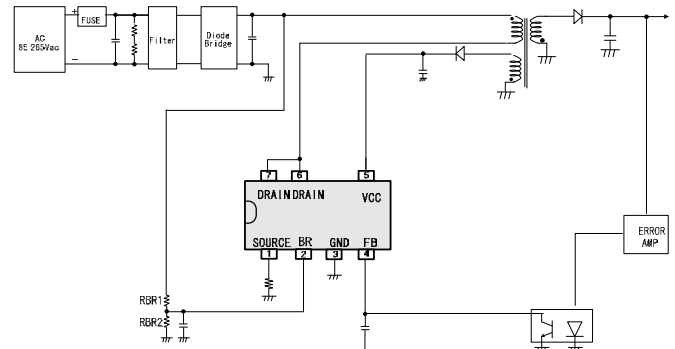 AC
85 265Vac
+
FUSE
−
Filter
Diode
Bridge
7
6
5
DRAIN DRAIN
VCC
SOURCE BR GND FB
1
2
3
4
RBR1
RBR2
ERROR
AMP